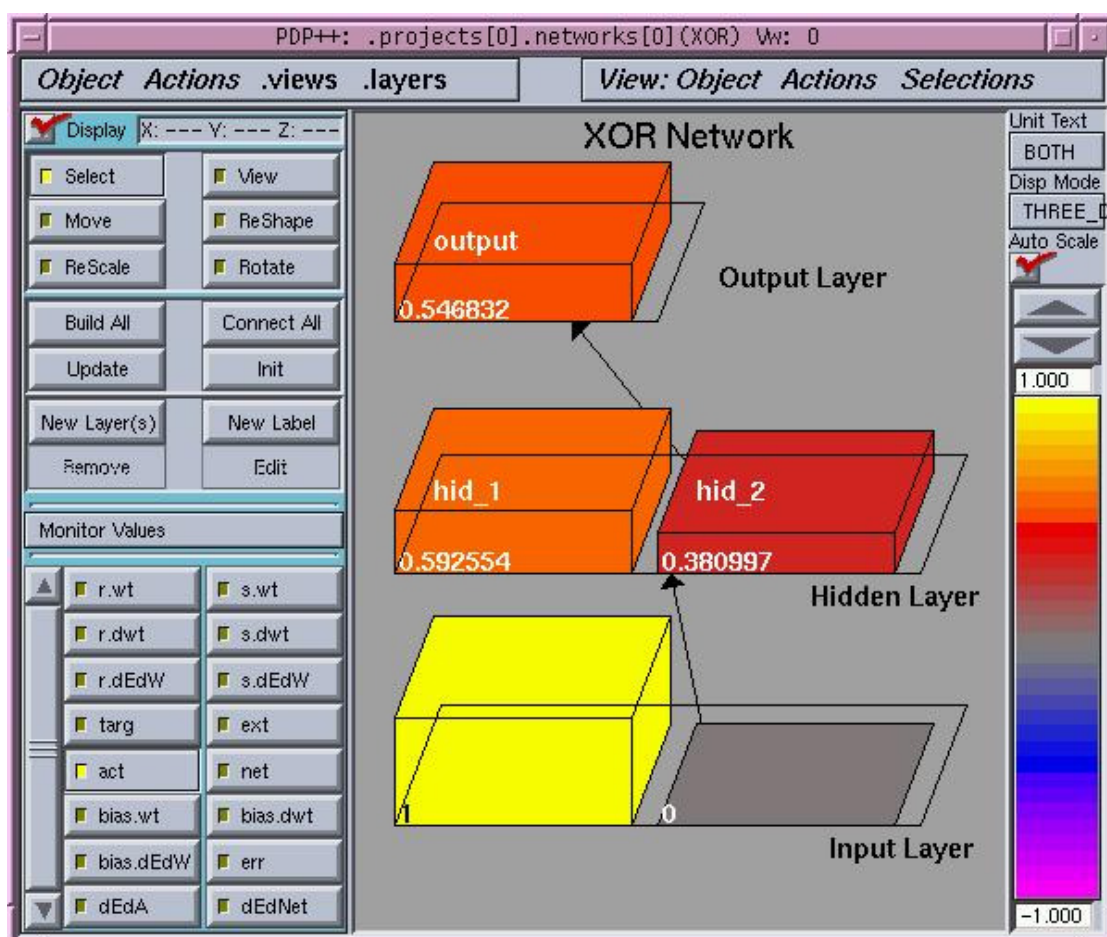 PDP++: .projects[0].networks[0](XOR) Vw: 0
Object Actions .views .layers
View: Object Actions Selections
Display X: --- Y: --- Z: ---
Select View
Move ReShape
ReScale Rotate
Build All Connect All
Update Init
New Layer(s) New Label
Remove Edit
Monitor Values
r.wt s.wt
r.dwt s.dwt
r.dEdW s.dEdW
targ ext
act net
bias.wt bias.dwt
bias.dEdW err
dEdA dEdNet
XOR Network
output
0.546832
Output Layer
hid_1 hid_2
0.592554 0.380997
Hidden Layer
1 0
Input Layer
Unit Text
BOTH
Disp Mode
THREE_D
Auto Scale
1.000
-1.000